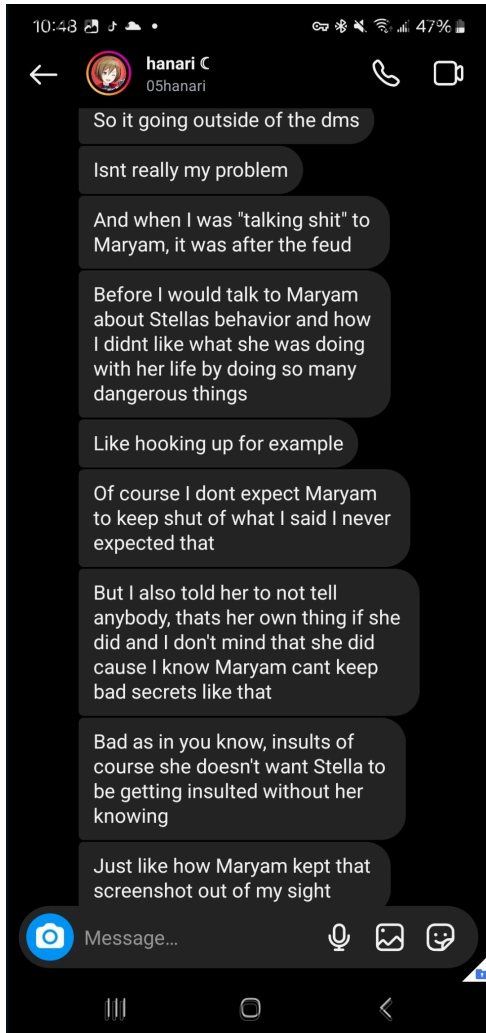 10:48
47%
hanari ☾
05hanari
So it going outside of the dms
Isnt really my problem
And when I was "talking shit" to
Maryam, it was after the feud
Before I would talk to Maryam
about Stellas behavior and how
I didnt like what she was doing
with her life by doing so many
dangerous things
Like hooking up for example
Of course I dont expect Maryam
to keep shut of what I said I never
expected that
But I also told her to not tell
anybody, thats her own thing if she
did and I don't mind that she did
cause I know Maryam cant keep
bad secrets like that
Bad as in you know, insults of
course she doesn't want Stella to
be getting insulted without her
knowing
Just like how Maryam kept that
screenshot out of my sight
Message...